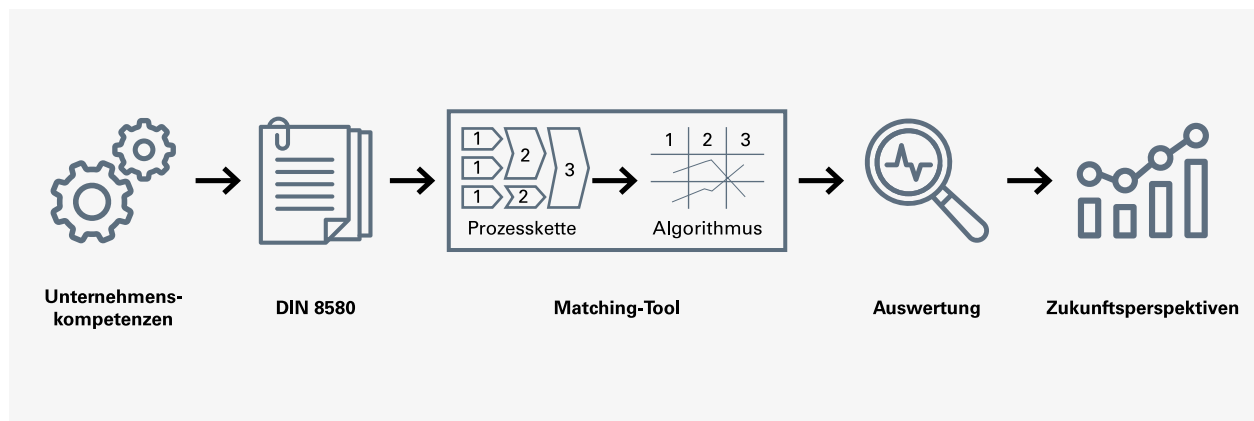 1
1
1
2
2
3
1 2 3
Prozesskette
Algorithmus
Unternehmens-
kompetenzen
DIN 8580
Matching-Tool
Auswertung
Zukunftsperspektiven